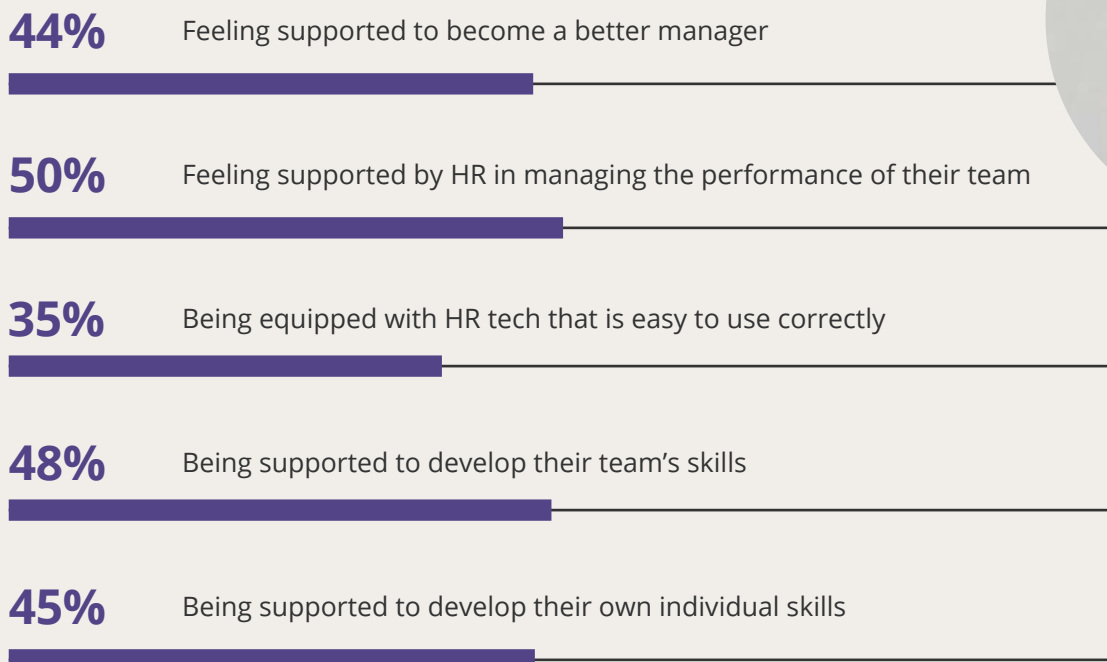 44% Feeling supported to become a better manager
50% Feeling supported by HR in managing the performance of their team
35% Being equipped with HR tech that is easy to use correctly
48% Being supported to develop their team’s skills
45% Being supported to develop their own individual skills